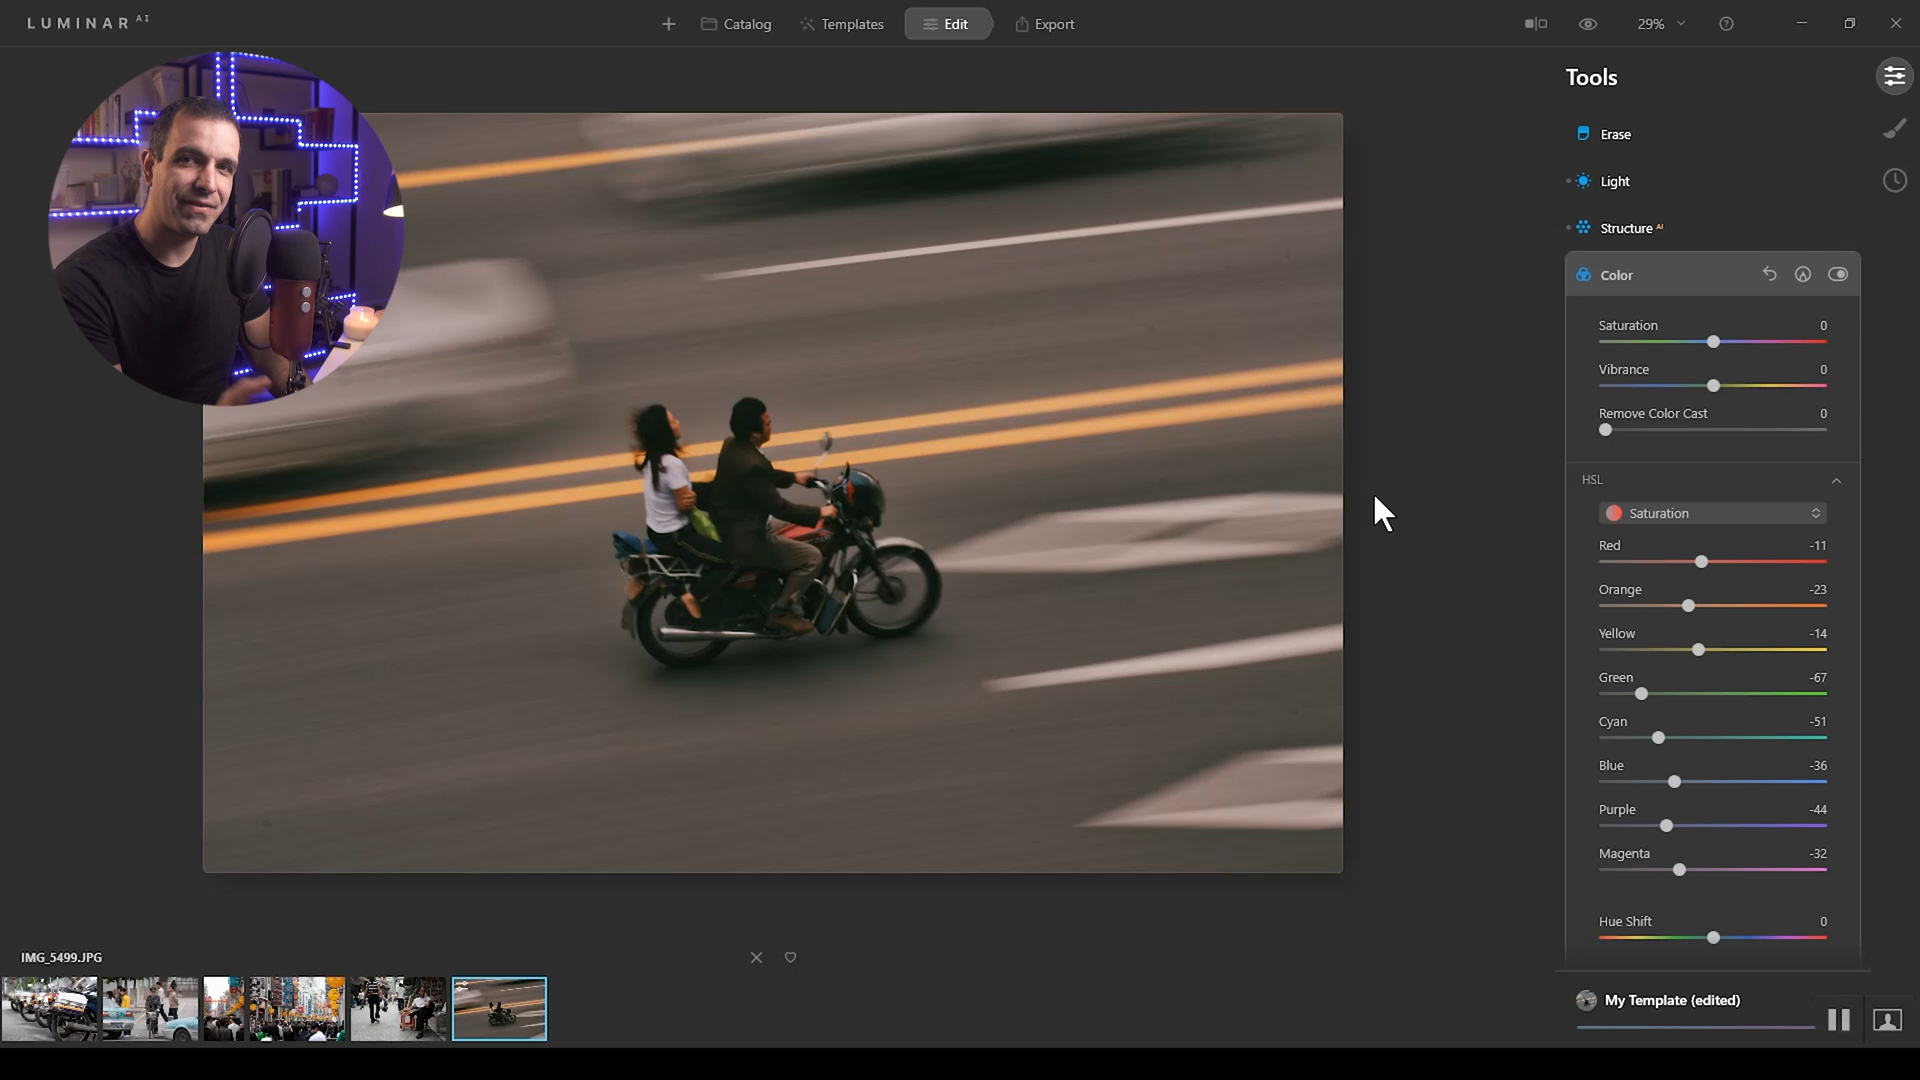 LUMINAR AI
Catalog
Templates
Edit
Export
29%
Tools
Erase
Light
Structure AI
Color
Saturation 0
Vibrance 0
Remove Color Cast 0
HSL
Saturation
Red -11
Orange -23
Yellow -14
Green -67
Cyan -51
Blue -36
Purple -44
Magenta -32
Hue Shift 0
IMG_5499.JPG
My Template (edited)